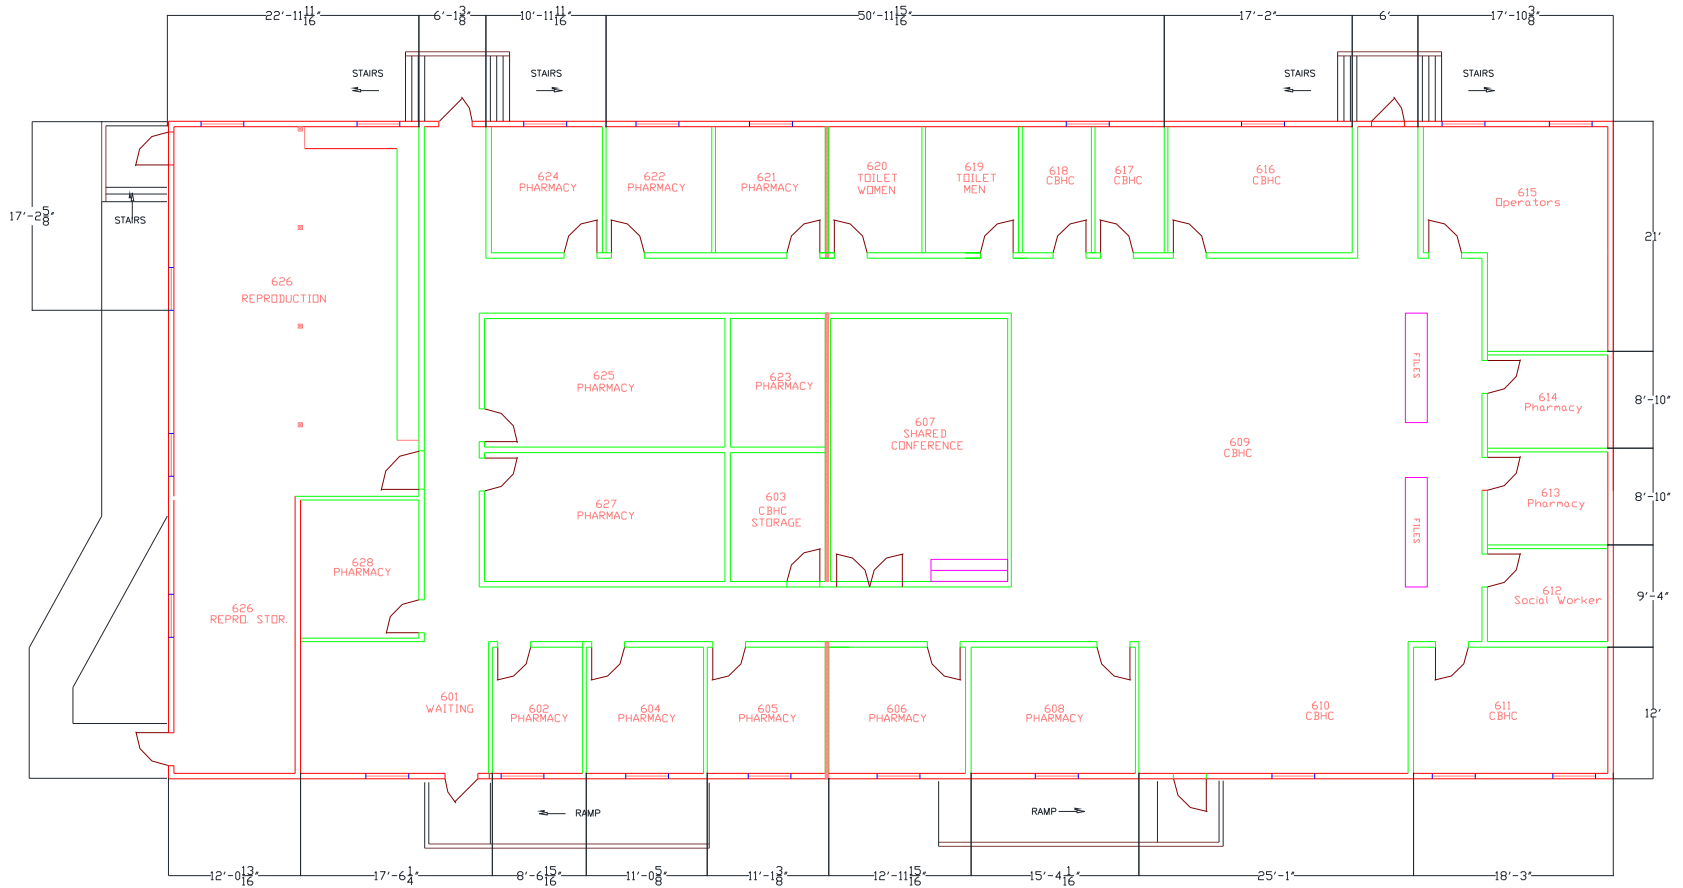 22'-11 11/16" 6'-1 3/8" 10'-11 11/16" 50'-11 15/16" 17'-2" 6' 17'-10 3/8"
STAIRS STAIRS STAIRS STAIRS
17'-2 5/8"
STAIRS
624
PHARMACY
622
PHARMACY
621
PHARMACY
620
TOILET
WOMEN
619
TOILET
MEN
618
CBHC
617
CBHC
616
CBHC
615
Operators
21'
626
REPRODUCTION
625
PHARMACY
623
PHARMACY
607
SHARED
CONFERENCE
609
CBHC
FILES
614
Pharmacy
8'-10"
627
PHARMACY
603
CBHC
STORAGE
FILES
613
Pharmacy
8'-10"
628
PHARMACY
626
REPRO. STOR.
612
Social Worker
9'-4"
601
WAITING
602
PHARMACY
604
PHARMACY
605
PHARMACY
606
PHARMACY
608
PHARMACY
610
CBHC
611
CBHC
12'
RAMP RAMP
12'-0 13/16" 17'-6 1/4" 8'-6 15/16" 11'-0 5/8" 11'-1 3/8" 12'-11 15/16" 15'-4 1/16" 25'-1" 18'-3"